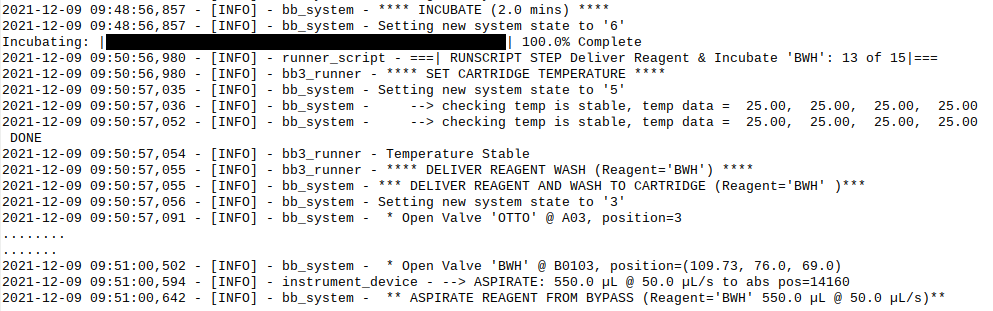 2021-12-09 09:48:56,857 - [INFO] - bb_system - **** INCUBATE (2.0 mins) ****
2021-12-09 09:48:56,857 - [INFO] - bb_system - Setting new system state to '6'
Incubating: |██████████████████████████████████████████████████| 100.0% Complete
2021-12-09 09:50:56,980 - [INFO] - runner_script - ===| RUNSCRIPT STEP Deliver Reagent & Incubate 'BWH': 13 of 15|===
2021-12-09 09:50:56,980 - [INFO] - bb3_runner - **** SET CARTRIDGE TEMPERATURE ****
2021-12-09 09:50:57,035 - [INFO] - bb_system - Setting new system state to '5'
2021-12-09 09:50:57,036 - [INFO] - bb_system -     --> checking temp is stable, temp data =  25.00,  25.00,  25.00,  25.00
2021-12-09 09:50:57,052 - [INFO] - bb_system -     --> checking temp is stable, temp data =  25.00,  25.00,  25.00,  25.00
 DONE
2021-12-09 09:50:57,054 - [INFO] - bb3_runner - Temperature Stable
2021-12-09 09:50:57,055 - [INFO] - bb3_runner - **** DELIVER REAGENT WASH (Reagent='BWH') ****
2021-12-09 09:50:57,055 - [INFO] - bb_system - *** DELIVER REAGENT AND WASH TO CARTRIDGE (Reagent='BWH' )***
2021-12-09 09:50:57,056 - [INFO] - bb_system - Setting new system state to '3'
2021-12-09 09:50:57,091 - [INFO] - bb_system -  * Open Valve 'OTTO' @ A03, position=3
........
.......
2021-12-09 09:51:00,502 - [INFO] - bb_system -  * Open Valve 'BWH' @ B0103, position=(109.73, 76.0, 69.0)
2021-12-09 09:51:00,594 - [INFO] - instrument_device - --> ASPIRATE: 550.0 µL @ 50.0 µL/s to abs pos=14160
2021-12-09 09:51:00,642 - [INFO] - bb_system -  ** ASPIRATE REAGENT FROM BYPASS (Reagent='BWH' 550.0 µL @ 50.0 µL/s)**